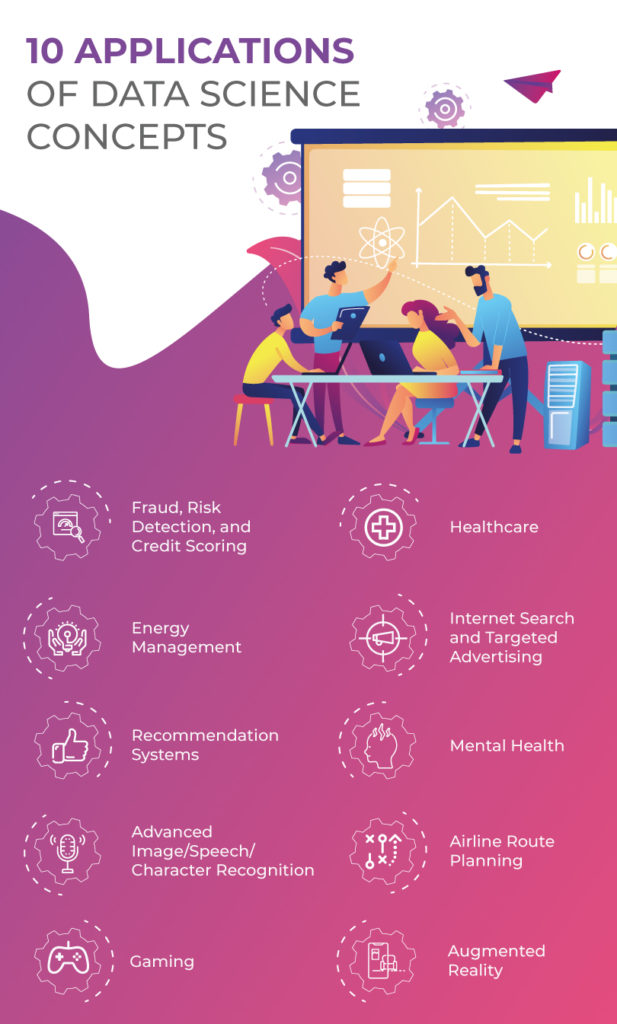 10 APPLICATIONS
OF DATA SCIENCE
CONCEPTS
Fraud, Risk
Detection, and
Credit Scoring
Healthcare
Energy
Management
Internet Search
and Targeted
Advertising
Recommendation
Systems
Mental Health
Advanced
Image/Speech/
Character Recognition
Airline Route
Planning
Gaming
Augmented
Reality